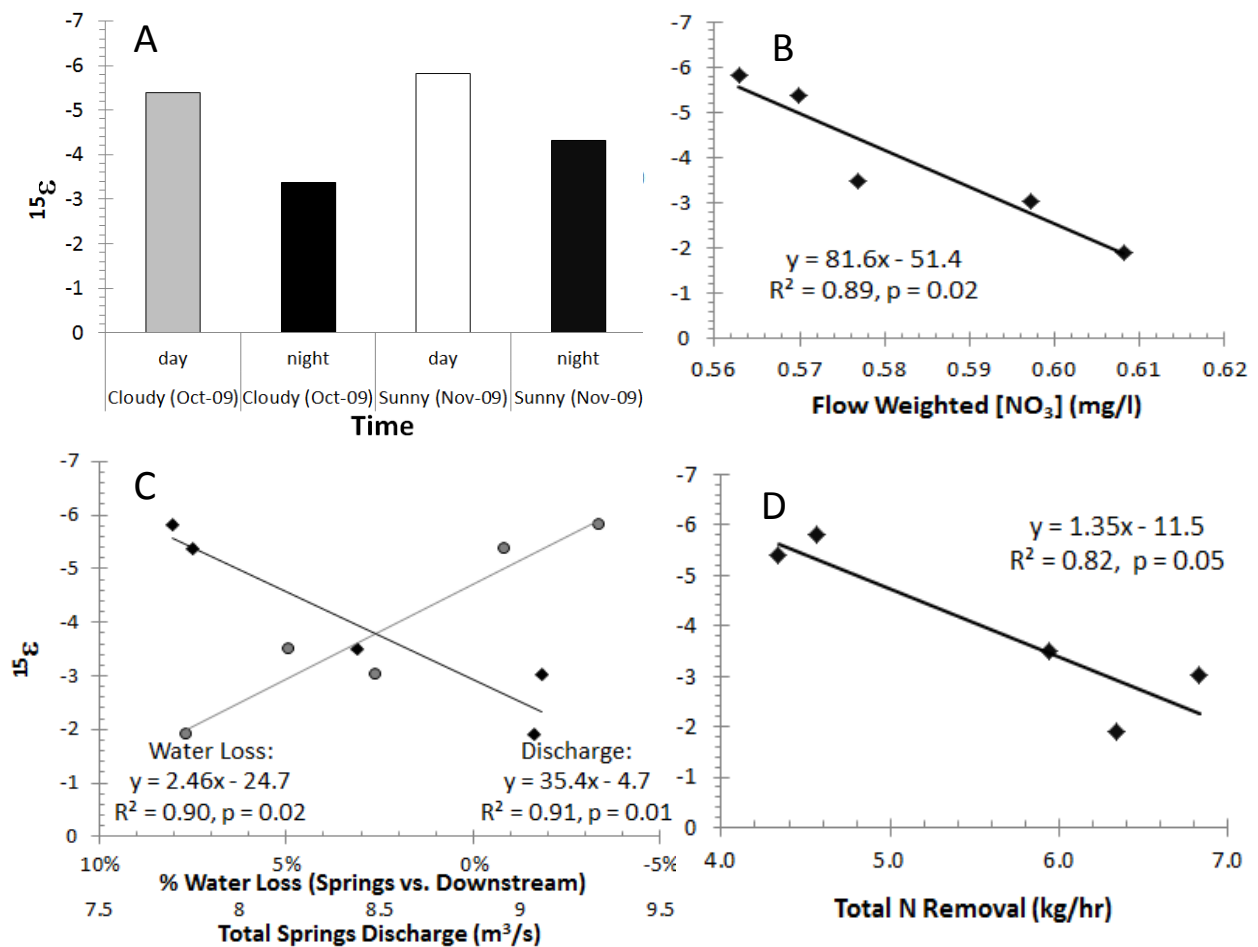 A
-7
-6
-5
-4
-3
-2
-1
0
15ε
day night day night
Cloudy (Oct-09) Cloudy (Oct-09) Sunny (Nov-09) Sunny (Nov-09)
Time
B
-7
-6
-5
-4
-3
-2
-1
0
y = 81.6x - 51.4
R² = 0.89, p = 0.02
0.56 0.57 0.58 0.59 0.60 0.61 0.62
Flow Weighted [NO₃] (mg/l)
C
-7
-6
-5
-4
-3
-2
-1
0
15ε
Water Loss:
y = 2.46x - 24.7
R² = 0.90, p = 0.02
Discharge:
y = 35.4x - 4.7
R² = 0.91, p = 0.01
10% 5% 0% -5%
% Water Loss (Springs vs. Downstream)
7.5 8 8.5 9 9.5
Total Springs Discharge (m³/s)
D
-7
-6
-5
-4
-3
-2
-1
0
y = 1.35x - 11.5
R² = 0.82, p = 0.05
4.0 5.0 6.0 7.0
Total N Removal (kg/hr)